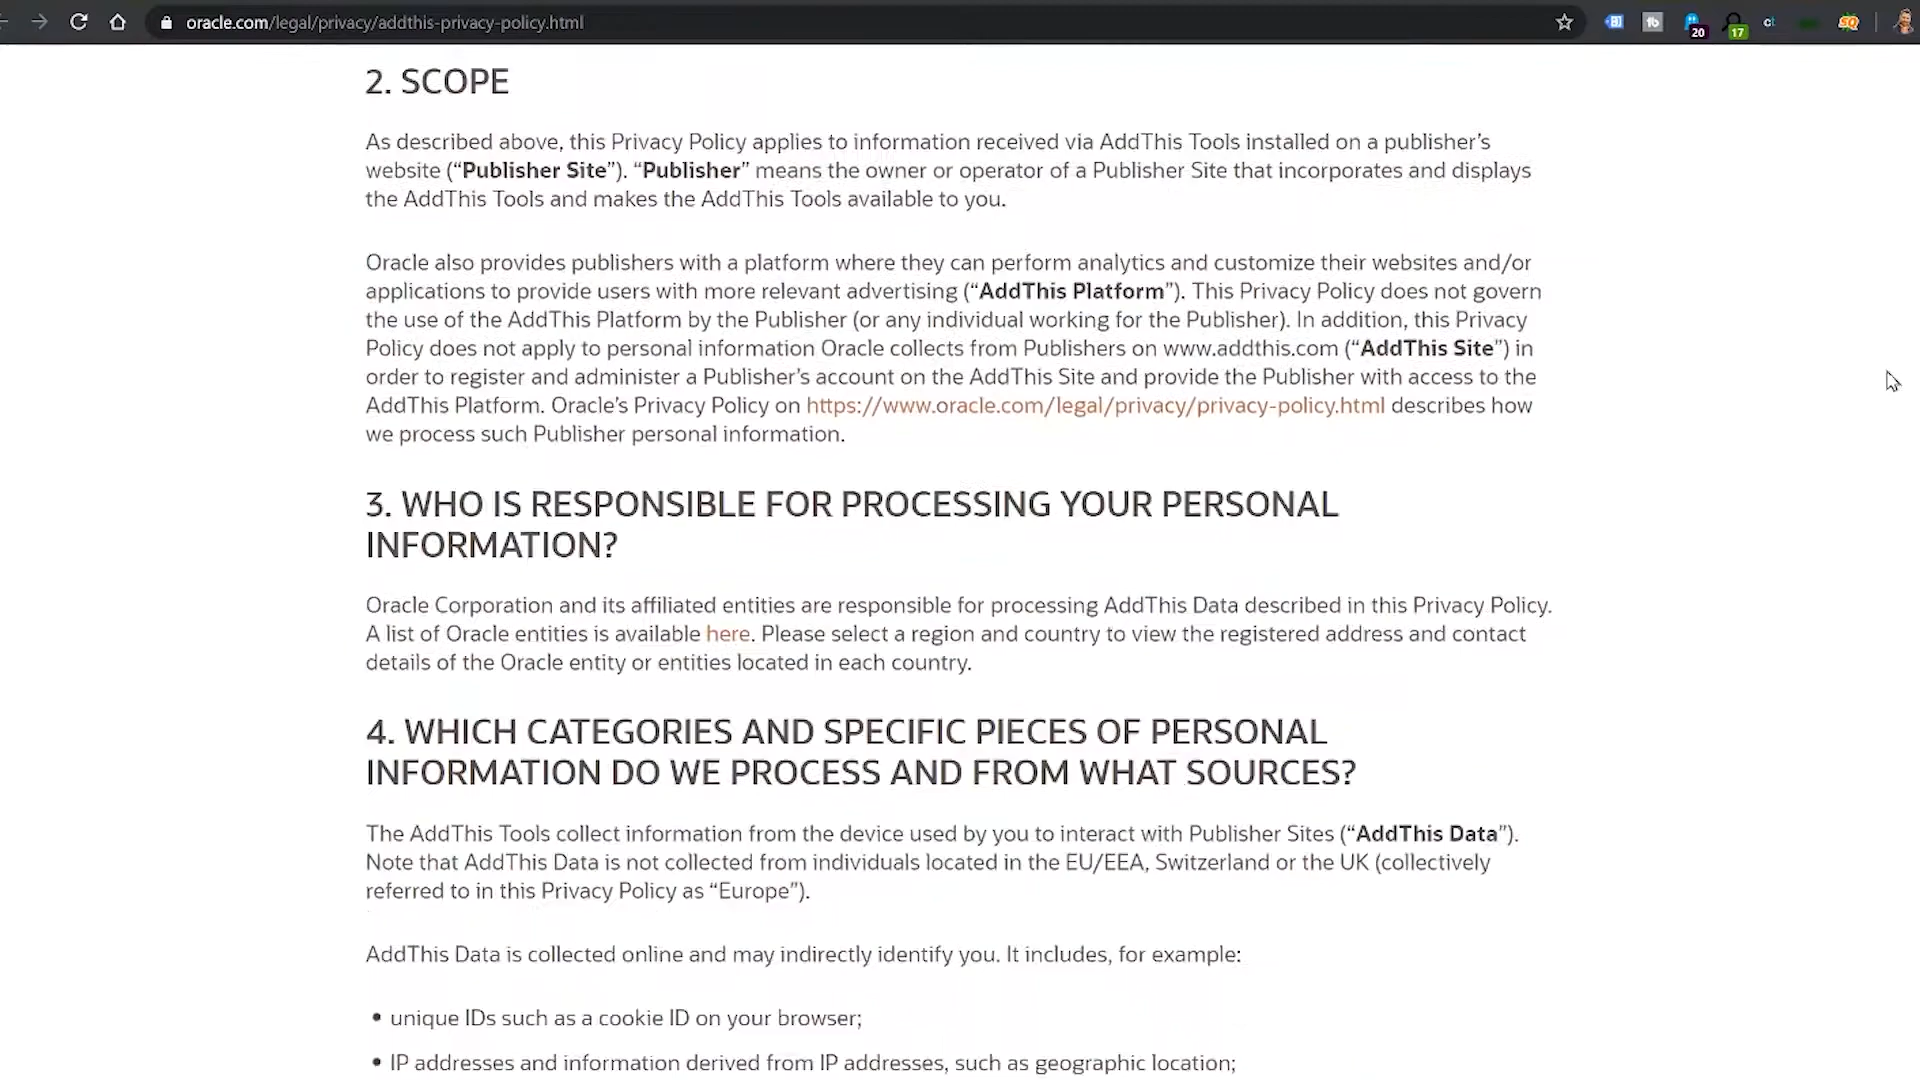 oracle.com/legal/privacy/addthis-privacy-policy.html
20
17
ct
SQ
2. SCOPE
As described above, this Privacy Policy applies to information received via AddThis Tools installed on a publisher’s
website (“Publisher Site”). “Publisher” means the owner or operator of a Publisher Site that incorporates and displays
the AddThis Tools and makes the AddThis Tools available to you.
Oracle also provides publishers with a platform where they can perform analytics and customize their websites and/or
applications to provide users with more relevant advertising (“AddThis Platform”). This Privacy Policy does not govern
the use of the AddThis Platform by the Publisher (or any individual working for the Publisher). In addition, this Privacy
Policy does not apply to personal information Oracle collects from Publishers on www.addthis.com (“AddThis Site”) in
order to register and administer a Publisher’s account on the AddThis Site and provide the Publisher with access to the
AddThis Platform. Oracle’s Privacy Policy on https://www.oracle.com/legal/privacy/privacy-policy.html describes how
we process such Publisher personal information.
3. WHO IS RESPONSIBLE FOR PROCESSING YOUR PERSONAL
INFORMATION?
Oracle Corporation and its affiliated entities are responsible for processing AddThis Data described in this Privacy Policy.
A list of Oracle entities is available here. Please select a region and country to view the registered address and contact
details of the Oracle entity or entities located in each country.
4. WHICH CATEGORIES AND SPECIFIC PIECES OF PERSONAL
INFORMATION DO WE PROCESS AND FROM WHAT SOURCES?
The AddThis Tools collect information from the device used by you to interact with Publisher Sites (“AddThis Data”).
Note that AddThis Data is not collected from individuals located in the EU/EEA, Switzerland or the UK (collectively
referred to in this Privacy Policy as “Europe”).
AddThis Data is collected online and may indirectly identify you. It includes, for example:
• unique IDs such as a cookie ID on your browser;
• IP addresses and information derived from IP addresses, such as geographic location;